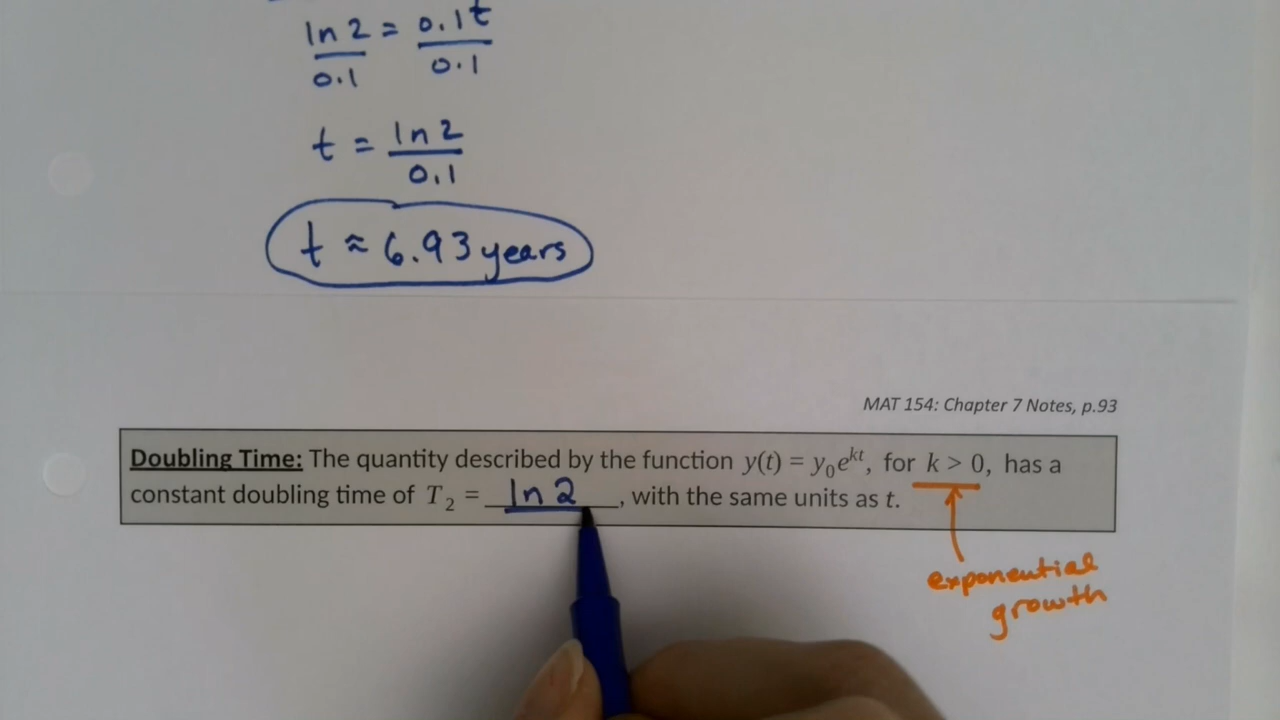 ln 2 = 0.1t
0.1 0.1
t = ln 2
0.1
t ≈ 6.93 years
MAT 154: Chapter 7 Notes, p.93
Doubling Time: The quantity described by the function y(t) = y₀eᵏᵗ, for k > 0, has a
constant doubling time of T₂ = ln 2, with the same units as t.
exponential
growth